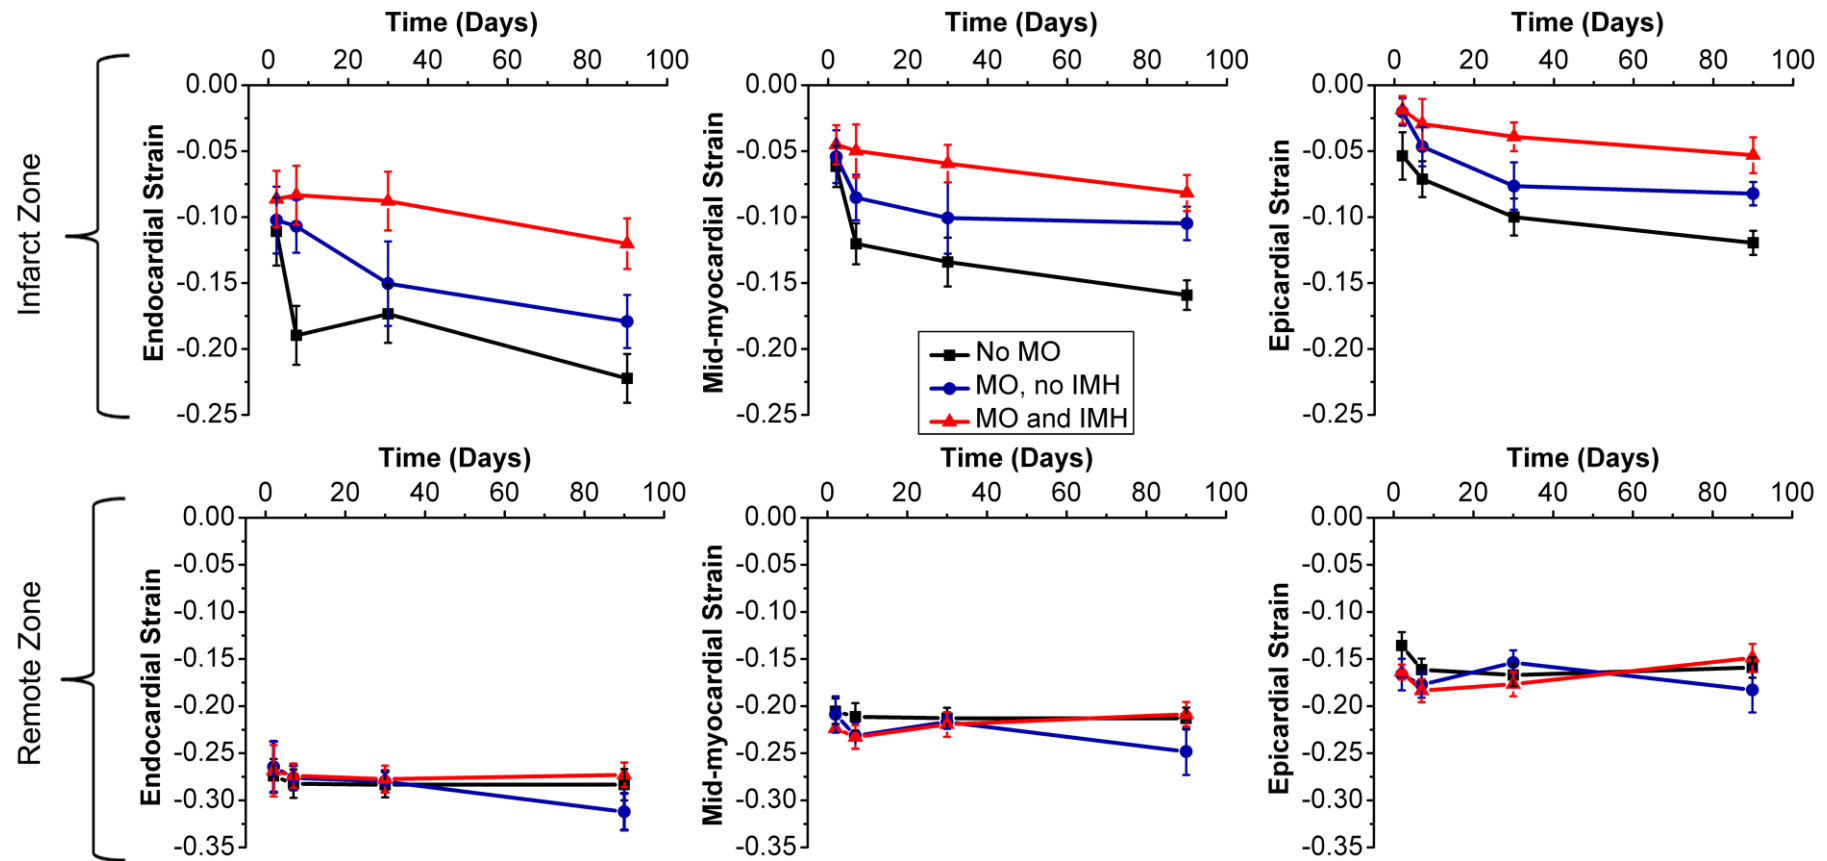 Time (Days)
Time (Days)
Time (Days)
0 20 40 60 80 100
0 20 40 60 80 100
0 20 40 60 80 100
Infarct Zone
Endocardial Strain
0.00
-0.05
-0.10
-0.15
-0.20
-0.25
Mid-myocardial Strain
0.00
-0.05
-0.10
-0.15
-0.20
-0.25
No MO
MO, no IMH
MO and IMH
Epicardial Strain
0.00
-0.05
-0.10
-0.15
-0.20
-0.25
Time (Days)
Time (Days)
Time (Days)
0 20 40 60 80 100
0 20 40 60 80 100
0 20 40 60 80 100
Remote Zone
Endocardial Strain
0.00
-0.05
-0.10
-0.15
-0.20
-0.25
-0.30
-0.35
Mid-myocardial Strain
0.00
-0.05
-0.10
-0.15
-0.20
-0.25
-0.30
-0.35
Epicardial Strain
0.00
-0.05
-0.10
-0.15
-0.20
-0.25
-0.30
-0.35